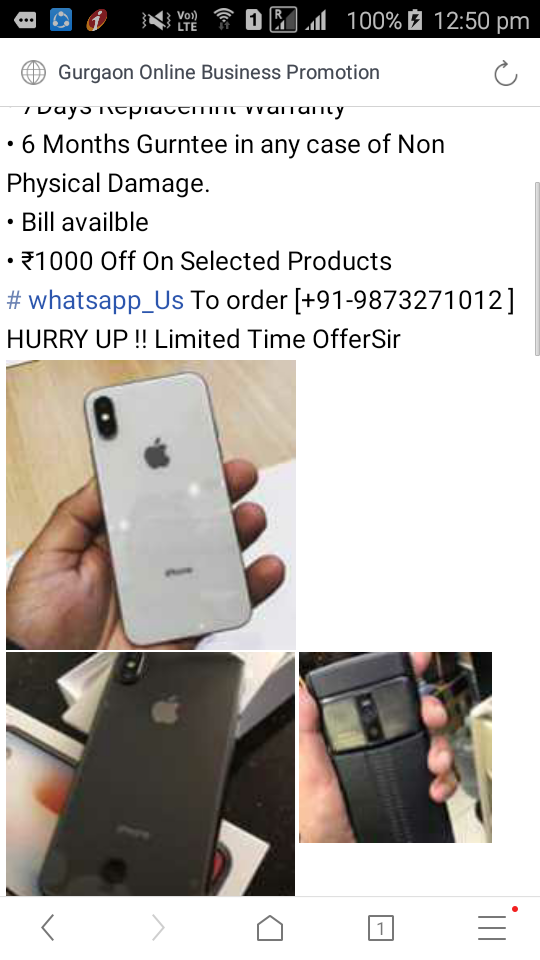 Vo))
LTE
1
R
100%
12:50 pm
Gurgaon Online Business Promotion
• 7Days Replacemnt Warranty
• 6 Months Gurntee in any case of Non
Physical Damage.
• Bill availble
• ₹1000 Off On Selected Products
# whatsapp_Us To order [+91-9873271012 ]
HURRY UP !! Limited Time OfferSir
iPhone
iPhone
1